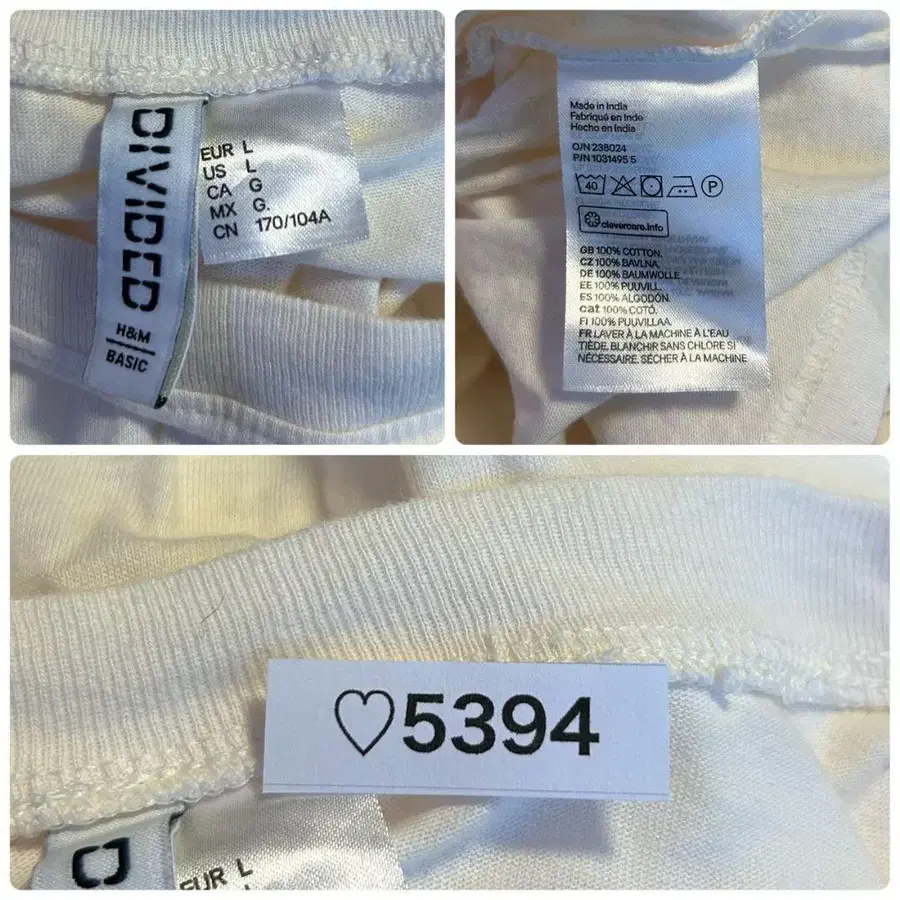 DIVIDED
H&M
BASIC
EUR L
US L
CA G
MX G.
CN 170/104A
Made in India
Fabriqué en Inde
Hecho en India
O/N 238024
P/N 1031495 5
40
P
clevercare.info
GB 100% COTTON.
CZ 100% BAVLNA.
DE 100% BAUMWOLLE.
EE 100% PUUVILL.
ES 100% ALGODÓN.
cat 100% COTÓ.
FI 100% PUUVILLAA.
FR LAVER À LA MACHINE À L'EAU
TIÈDE. BLANCHIR SANS CHLORE SI
NÉCESSAIRE. SÉCHER À LA MACHINE
♡5394
D
EUR L